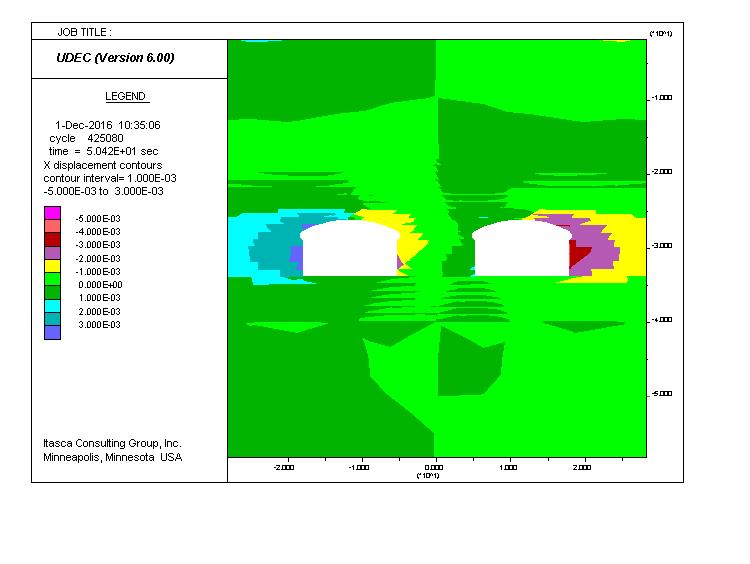 JOB TITLE :
UDEC (Version 6.00)
LEGEND
1-Dec-2016 10:35:06
cycle 425080
time = 5.042E+01 sec
X displacement contours
contour interval= 1.000E-03
-5.000E-03 to 3.000E-03
-5.000E-03
-4.000E-03
-3.000E-03
-2.000E-03
-1.000E-03
0.000E+00
1.000E-03
2.000E-03
3.000E-03
Itasca Consulting Group, Inc.
Minneapolis, Minnesota USA
(*10^1)
-1.000
-2.000
-3.000
-4.000
-5.000
-2.000 -1.000 0.000 1.000 2.000
(*10^1)